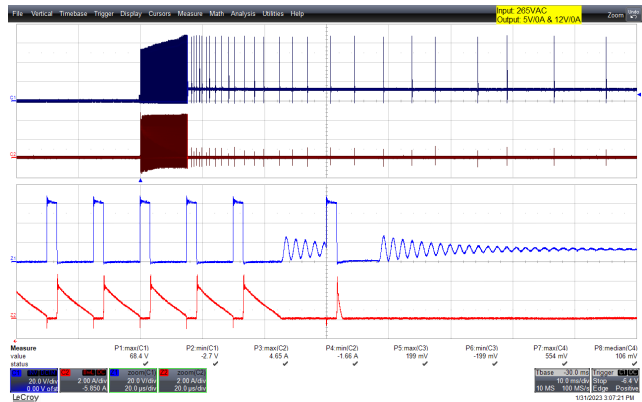 File Vertical Timebase Trigger Display Cursors Measure Math Analysis Utilities Help
Input: 265VAC
Output: 5V/0A & 12V/0A
Zoom Undo
Measure P1:max(C1) P2:min(C1) P3:max(C2) P4:min(C2) P5:max(C3) P6:min(C3) P7:max(C4) P8:median(C4)
value 68.4 V -2.7 V 4.65 A -1.66 A 199 mV -199 mV 554 mV 106 mV
status
zoom(C1) zoom(C2) Tbase -30.0 ms Trigger
20.0 V/div 2.00 A/div 20.0 V/div 2.00 A/div 10.0 ms/div Stop -6.4 V
0.00 V ofst -5.850 A 20.0 µs/div 20.0 µs/div 10 MS 100 MS/s Edge Positive
LeCroy
1/31/2023 3:07:21 PM